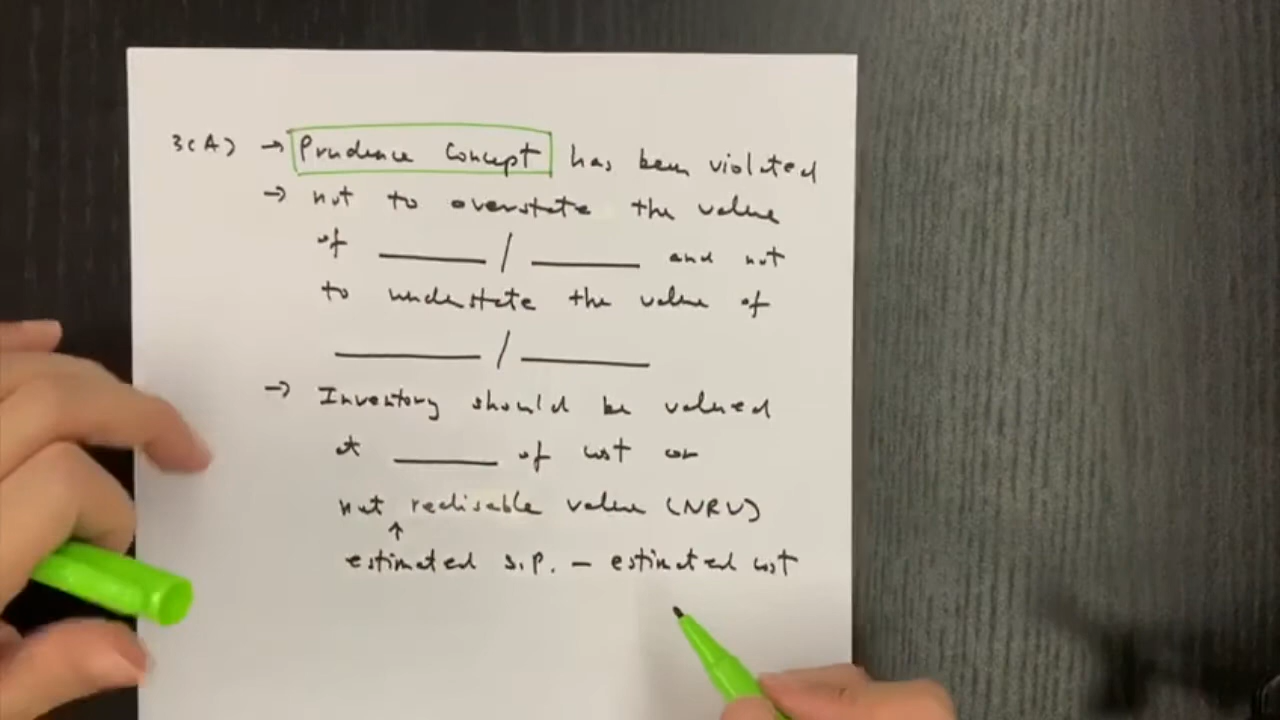 3(A) → Prudence Concept has been violated
→ not to overstate the value
of ______ / ______ and not
to understate the value of
______ / ______
→ Inventory should be valued
at ______ of cost or
net realisable value (NRV)
↑
estimated s.p. – estimated cost